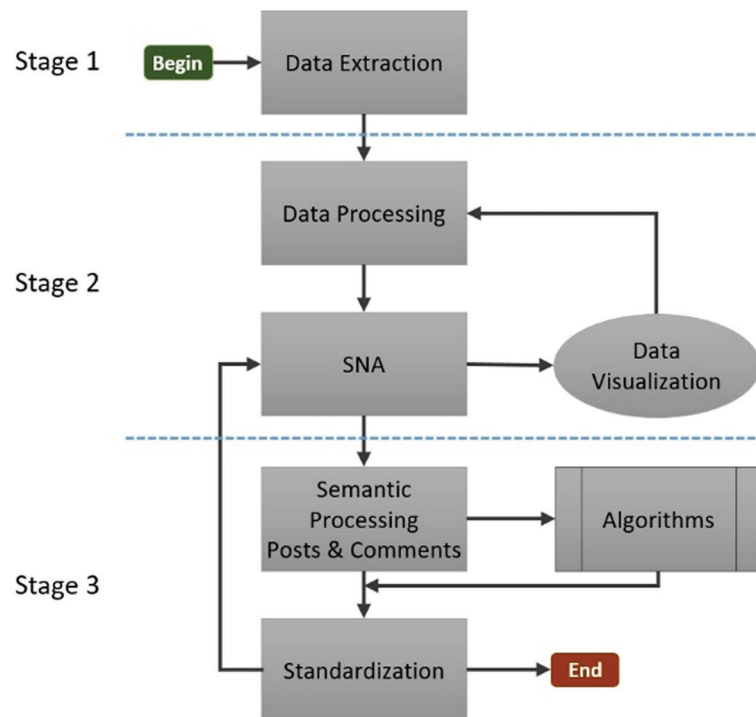 Stage 1
Begin
Data Extraction
Data Processing
Stage 2
SNA
Data
Visualization
Semantic
Processing
Posts & Comments
Algorithms
Stage 3
Standardization
End